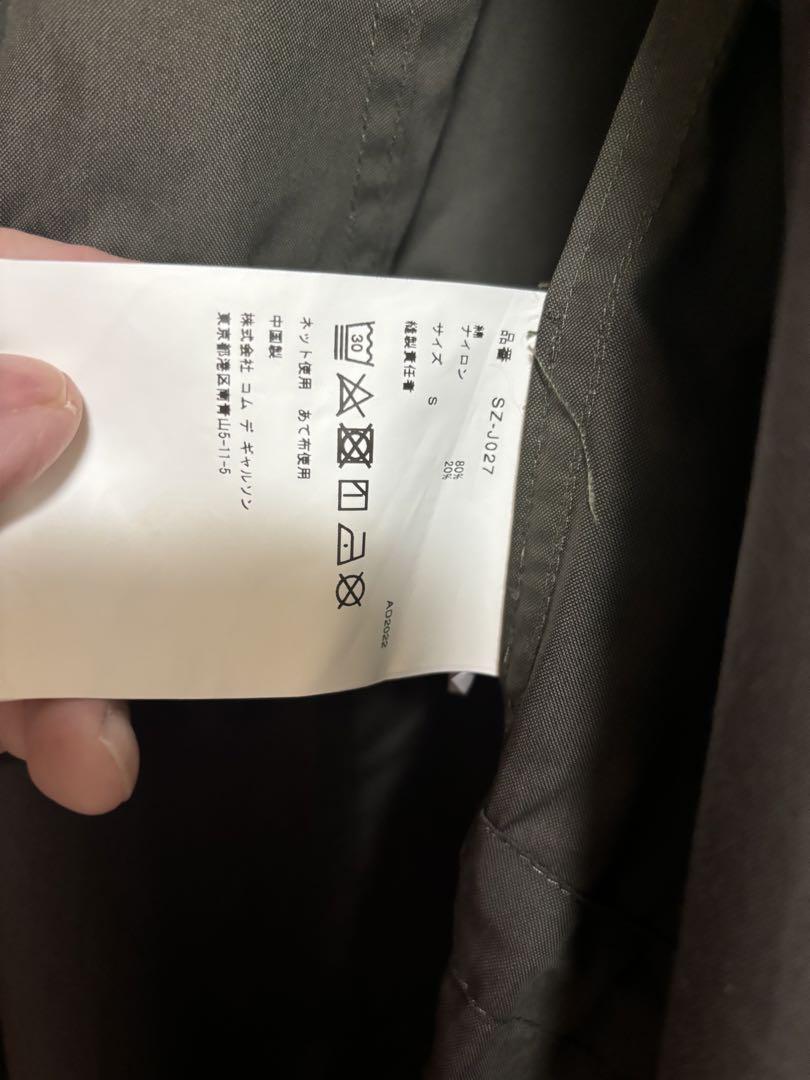 品番 SZ-J027
綿 80%
ナイロン 20%
サイズ S
縫製責任者
AD2022
30
ネット使用 あて布使用
中国製
株式会社 コム デ ギャルソン
東京都港区南青山5-11-5